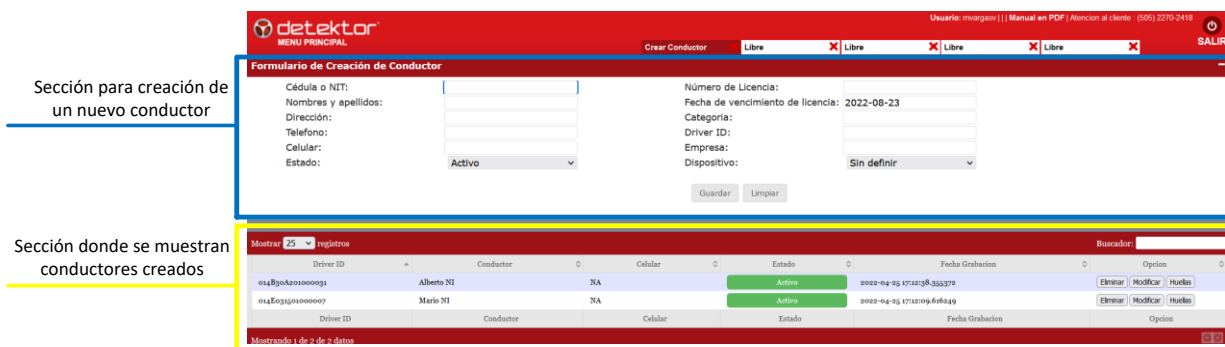 detektor
MENU PRINCIPAL
Usuario: mvargasv | | | Manual en PDF | Atencion al cliente : (505) 2270-2418
SALIR
Crear Conductor Libre Libre Libre Libre
Formulario de Creación de Conductor
Sección para creación de
un nuevo conductor
Cédula o NIT: Número de Licencia:
Nombres y apellidos: Fecha de vencimiento de licencia: 2022-08-23
Dirección: Categoria:
Telefono: Driver ID:
Celular: Empresa:
Estado: Activo Dispositivo: Sin definir
Guardar Limpiar
Sección donde se muestran
conductores creados
Mostrar 25 registros Buscador:
Driver ID Conductor Celular Estado Fecha Grabacion Opcion
014B30A201000031 Alberto NI NA Activo 2022-04-25 17:12:38.355372 Eliminar Modificar Huellas
014E031501000007 Mario NI NA Activo 2022-04-25 17:12:09.616249 Eliminar Modificar Huellas
Driver ID Conductor Celular Estado Fecha Grabacion Opcion
Mostrando 1 de 2 de 2 datos